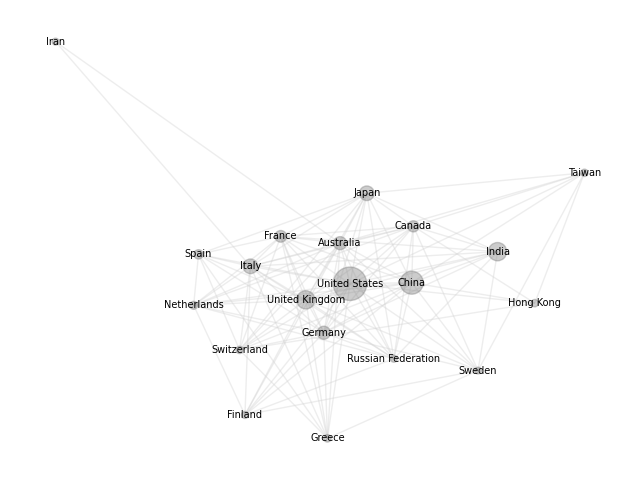 Iran
Taiwan
Japan
Canada
France
Australia
India
Spain
Italy
United States
China
Netherlands
United Kingdom
Hong Kong
Germany
Switzerland
Russian Federation
Sweden
Finland
Greece